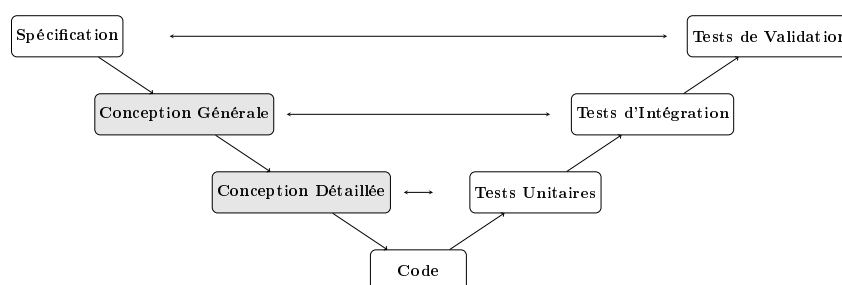 Spécification
Tests de Validation
Conception Générale
Tests d'Intégration
Conception Détaillée
Tests Unitaires
Code